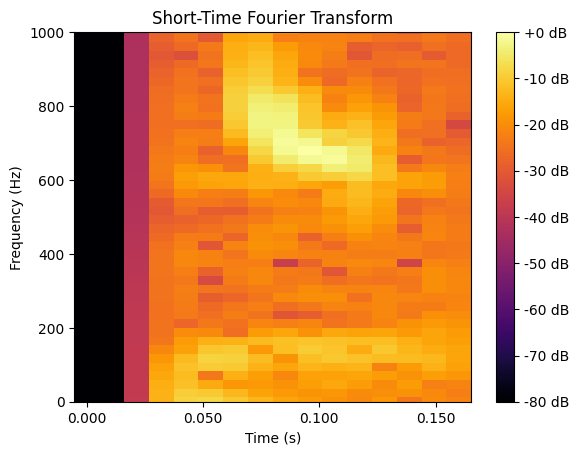 Short-Time Fourier Transform
1000
800
600
400
200
0
Frequency (Hz)
0.000
0.050
0.100
0.150
Time (s)
+0 dB
-10 dB
-20 dB
-30 dB
-40 dB
-50 dB
-60 dB
-70 dB
-80 dB